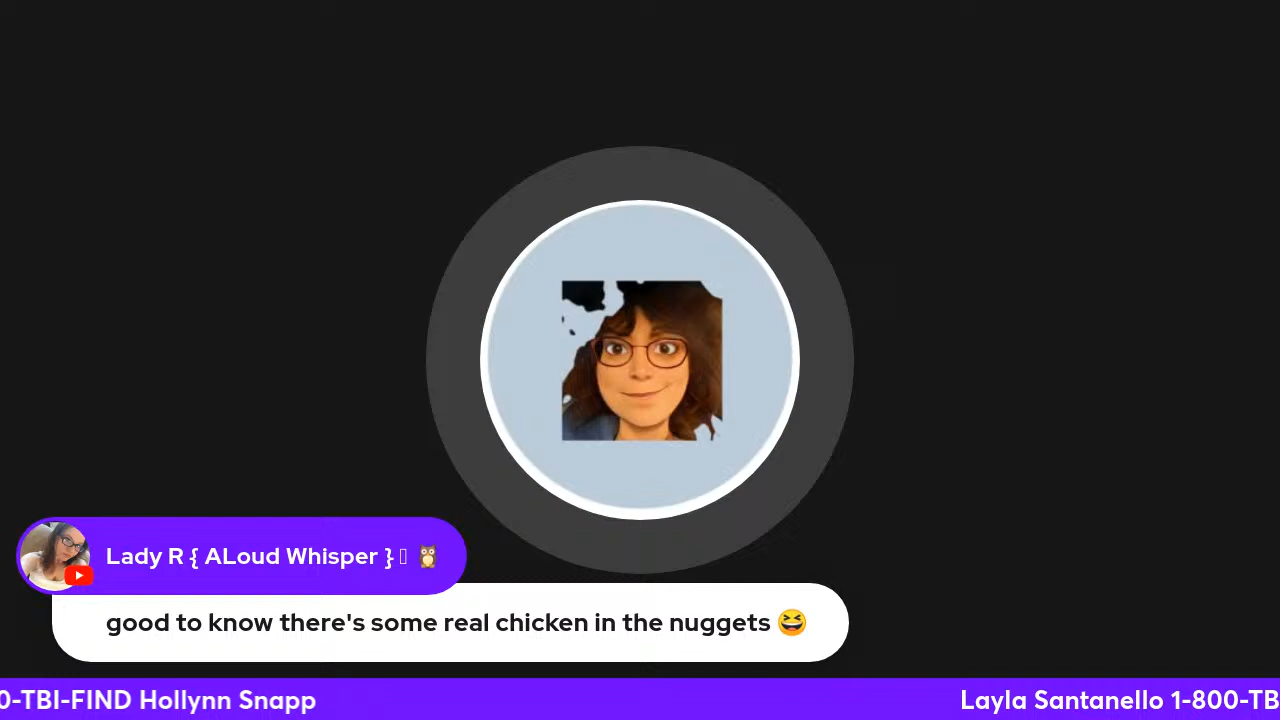 Lady R { ALoud Whisper } 🦉
good to know there's some real chicken in the nuggets 😆
0-TBI-FIND Hollynn Snapp Layla Santanello 1-800-TB